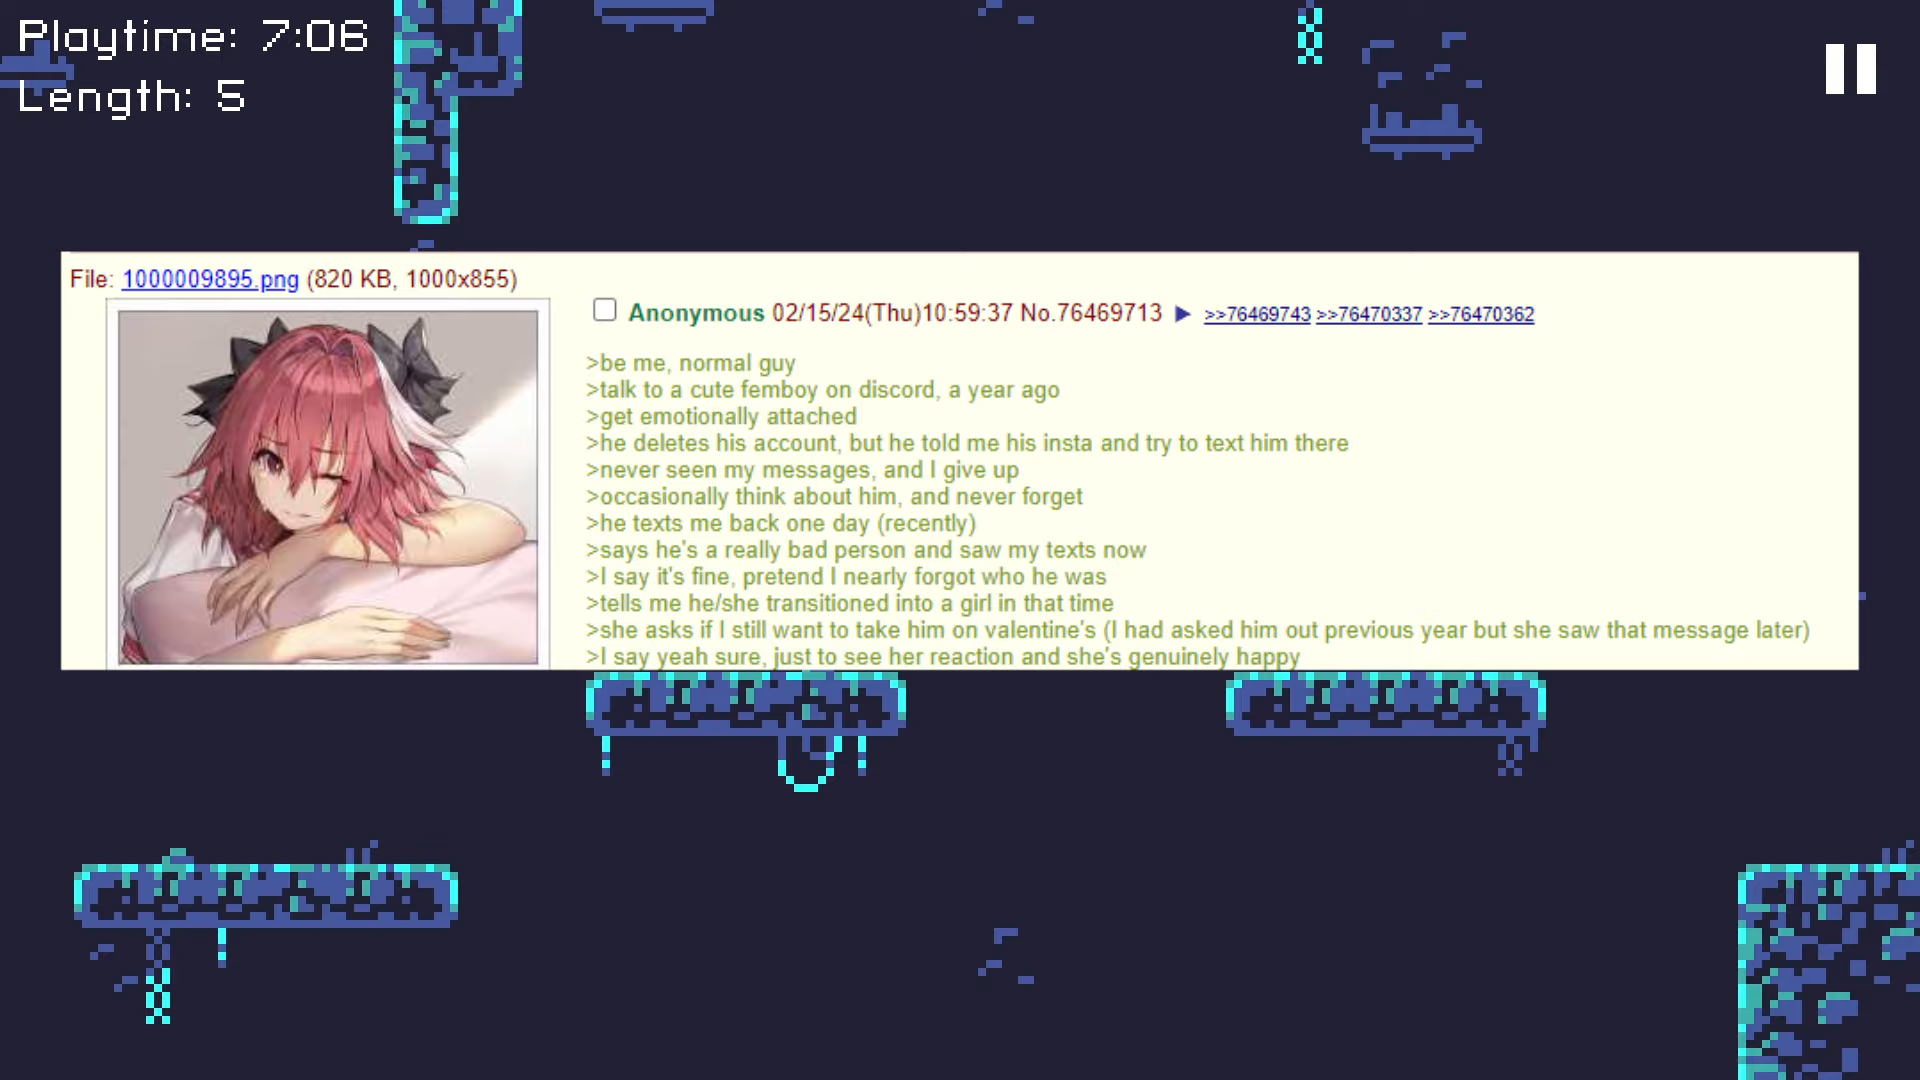 Playtime: 7:06
Length: 5
File: 1000009895.png (820 KB, 1000x855)
Anonymous 02/15/24(Thu)10:59:37 No.76469713 ▶ >>76469743 >>76470337 >>76470362
>be me, normal guy
>talk to a cute femboy on discord, a year ago
>get emotionally attached
>he deletes his account, but he told me his insta and try to text him there
>never seen my messages, and I give up
>occasionally think about him, and never forget
>he texts me back one day (recently)
>says he's a really bad person and saw my texts now
>I say it's fine, pretend I nearly forgot who he was
>tells me he/she transitioned into a girl in that time
>she asks if I still want to take him on valentine's (I had asked him out previous year but she saw that message later)
>I say yeah sure, just to see her reaction and she's genuinely happy